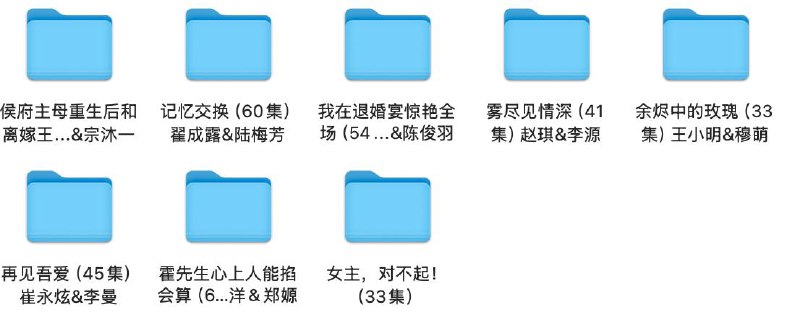 侯府主母重生后和
离嫁王...&宗沐一
记忆交换（60集）
翟成露&陆梅芳
我在退婚宴惊艳全
场（54 ...&陈俊羽
雾尽见情深（41
集）赵琪&李源
余烬中的玫瑰（33
集）王小明&穆萌
再见吾爱（45集）
崔永炫&李曼
霍先生心上人能掐
会算（6...洋＆郑嫄
女主，对不起！
（33集）